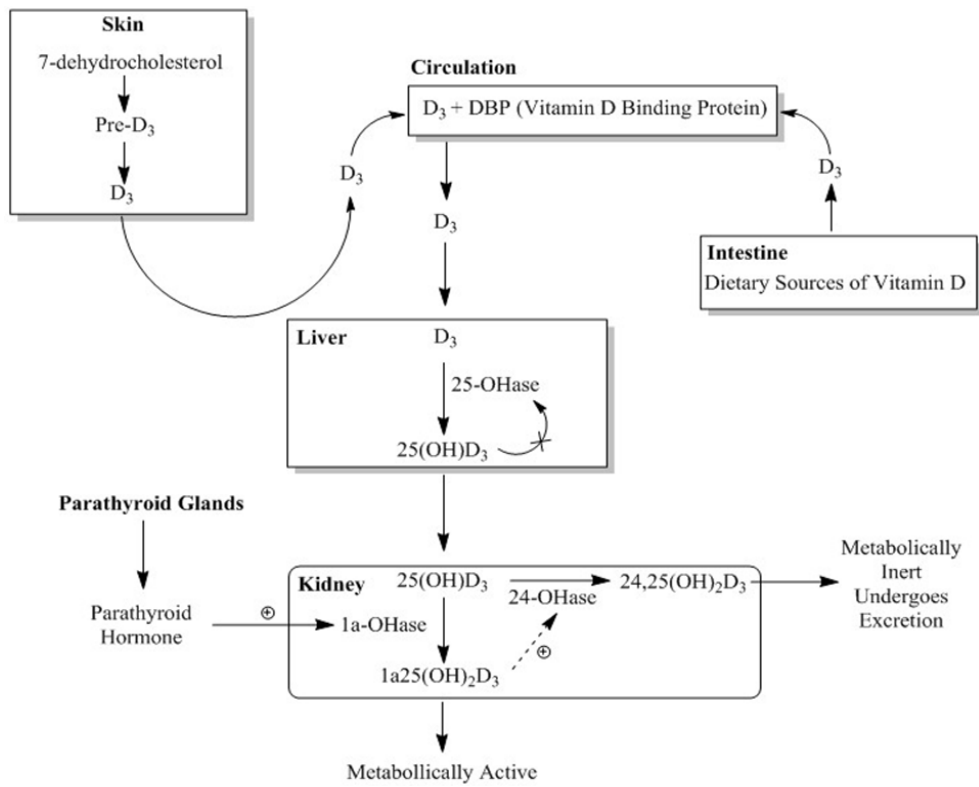 Skin
7-dehydrocholesterol
Pre-D₃
D₃
Circulation
D₃ + DBP (Vitamin D Binding Protein)
D₃
D₃
D₃
Intestine
Dietary Sources of Vitamin D
Liver
D₃
25-OHase
25(OH)D₃
Parathyroid Glands
Parathyroid
Hormone
⊕
Kidney
25(OH)D₃
24-OHase
24,25(OH)₂D₃
1a-OHase
⊕
1a25(OH)₂D₃
Metabolically
Inert
Undergoes
Excretion
Metabollically Active